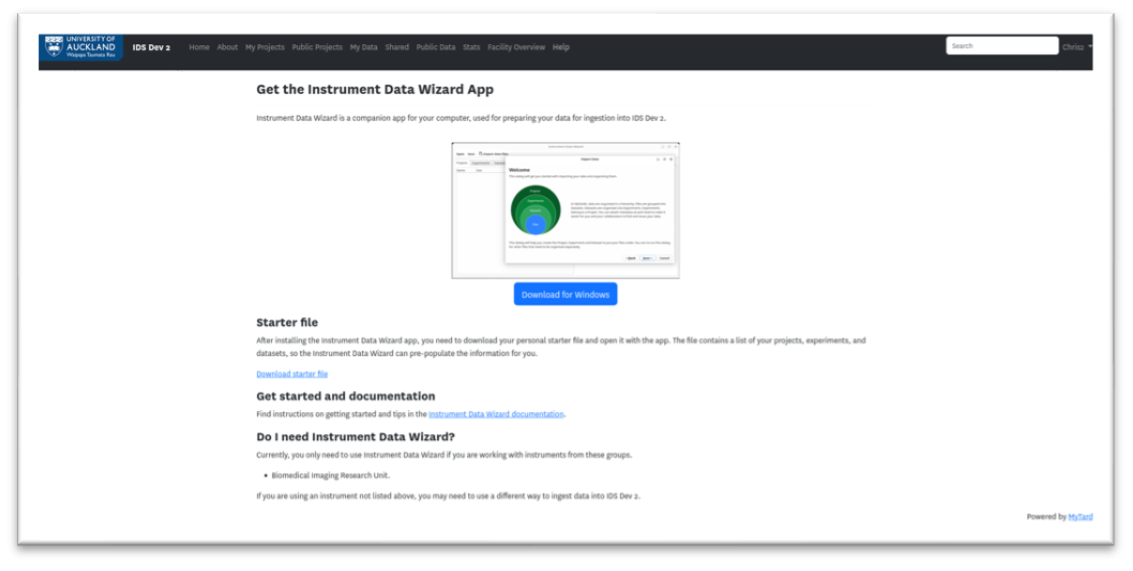 UNIVERSITY OF
AUCKLAND
Waipapa Taumata Rau
IDS Dev 2 Home About My Projects Public Projects My Data Shared Public Data Stats Facility Overview Help Search Chris2
Get the Instrument Data Wizard App
Instrument Data Wizard is a companion app for your computer, used for preparing your data for ingestion into IDS Dev 2.
Welcome
Download for Windows
Starter file
After installing the Instrument Data Wizard app, you need to download your personal starter file and open it with the app. The file contains a list of your projects, experiments, and
datasets, so the Instrument Data Wizard can pre-populate the information for you.
Download starter file
Get started and documentation
Find instructions on getting started and tips in the Instrument Data Wizard documentation.
Do I need Instrument Data Wizard?
Currently, you only need to use Instrument Data Wizard if you are working with instruments from these groups.
• Biomedical Imaging Research Unit.
If you are using an instrument not listed above, you may need to use a different way to ingest data into IDS Dev 2.
Powered by MyTard